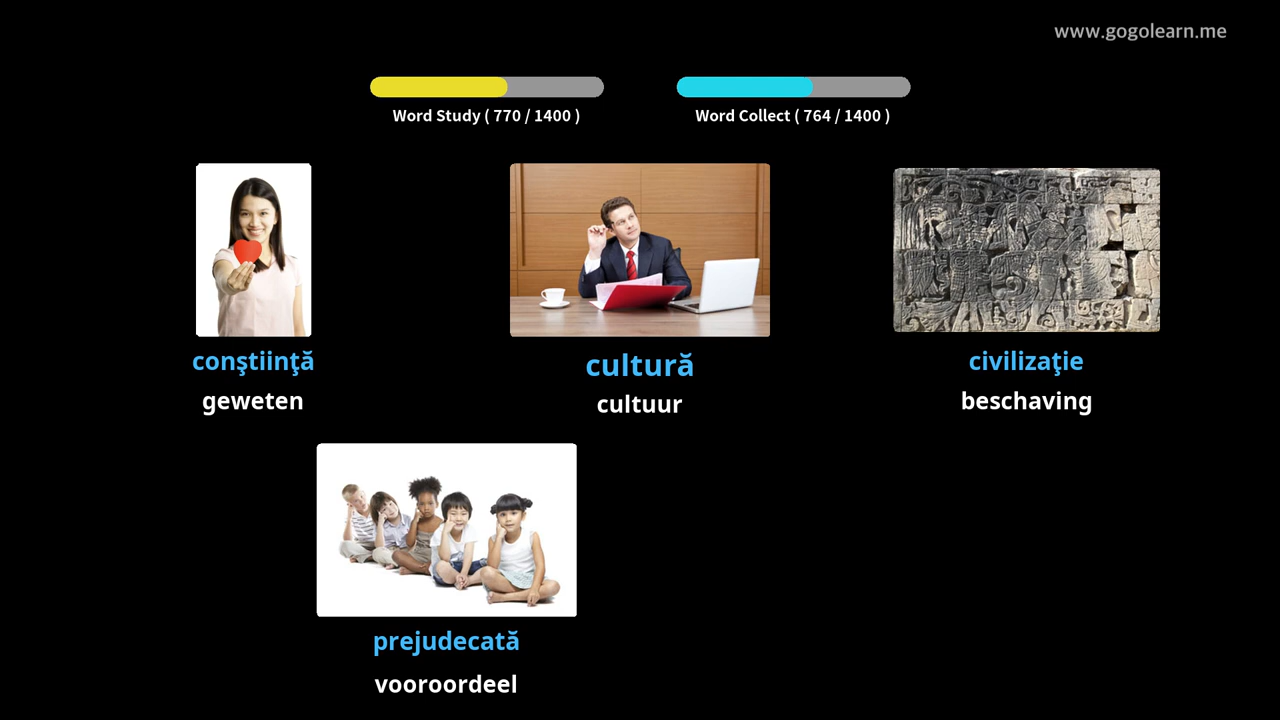 www.gogolearn.me
Word Study ( 770 / 1400 )
Word Collect ( 764 / 1400 )
conştiinţă
cultură
civilizaţie
geweten
cultuur
beschaving
prejudecată
vooroordeel